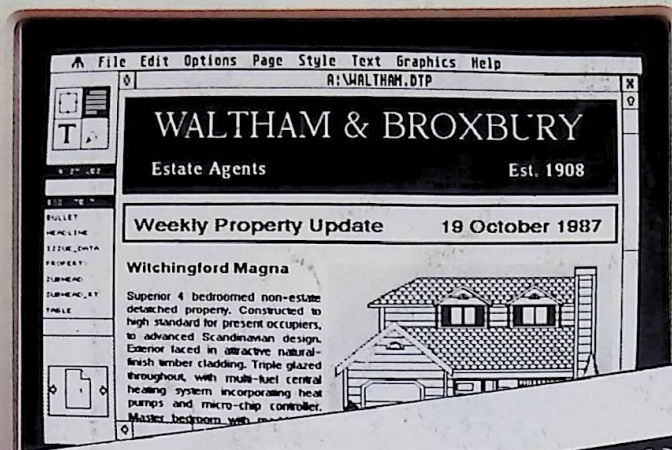 File Edit Options Page Style Text Graphics Help
A:\WALTHAM.DTP
WALTHAM & BROXBURY
Estate Agents Est. 1908
Weekly Property Update 19 October 1987
T
BULLET
HEADLINE
ISSUE_DATA
PROPERTY
SUBHEAD
SUBHEAD_RT
TABLE
Witchingford Magna
Superior 4 bedroomed non-estate
detatched property. Constructed to
high standard for present occupiers,
to advanced Scandinavian design.
Exterior faced in attractive natural-
finish timber cladding. Triple glazed
throughout, with multi-fuel central
heating system incorporating heat
pumps and micro-chip controller.
Master bedroom with